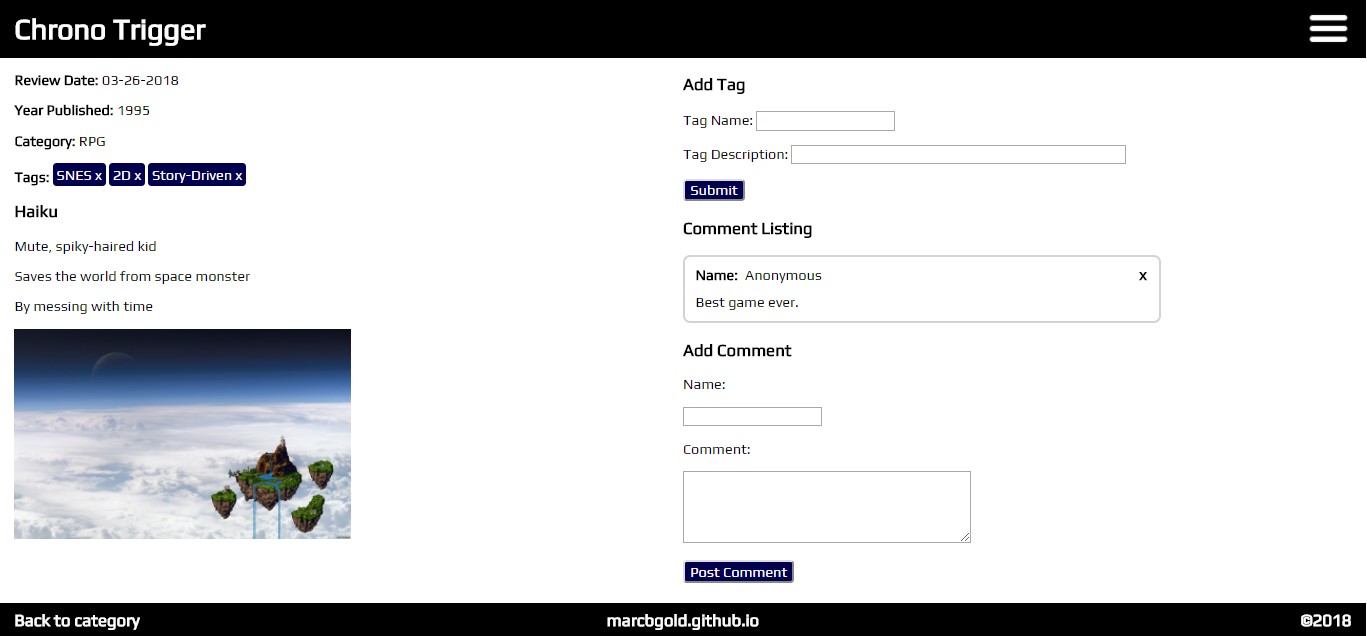 Chrono Trigger
Review Date: 03-26-2018
Year Published: 1995
Category: RPG
Tags: SNES x 2D x Story-Driven x
Haiku
Mute, spiky-haired kid
Saves the world from space monster
By messing with time
Add Tag
Tag Name:
Tag Description:
Submit
Comment Listing
Name: Anonymous x
Best game ever.
Add Comment
Name:
Comment:
Post Comment
Back to category
marcbgold.github.io
©2018